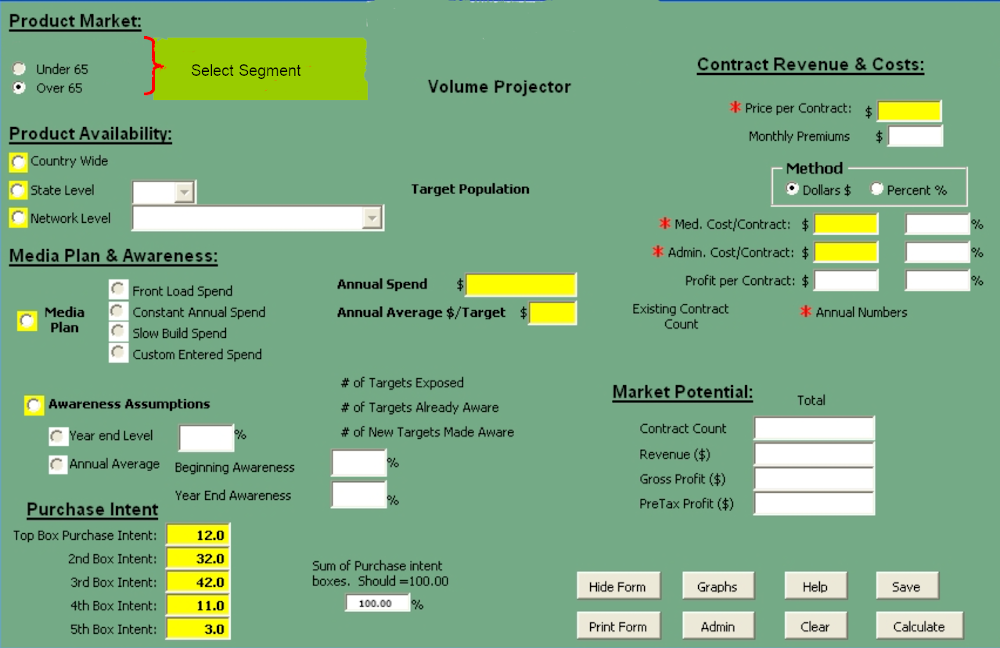 Product Market:
Under 65
Over 65
Select Segment
Volume Projector
Contract Revenue & Costs:
* Price per Contract: $
Monthly Premiums $
Method
Dollars $ Percent %
* Med. Cost/Contract: $ %
* Admin. Cost/Contract: $ %
Profit per Contract: $ %
Existing Contract
Count
* Annual Numbers
Product Availability:
Country Wide
State Level
Network Level
Target Population
Media Plan & Awareness:
Media
Plan
Front Load Spend
Constant Annual Spend
Slow Build Spend
Custom Entered Spend
Annual Spend $
Annual Average $/Target $
# of Targets Exposed
# of Targets Already Aware
# of New Targets Made Aware
Awareness Assumptions
Year end Level %
Annual Average
Beginning Awareness %
Year End Awareness %
Market Potential:
Total
Contract Count
Revenue ($)
Gross Profit ($)
PreTax Profit ($)
Purchase Intent
Top Box Purchase Intent: 12.0
2nd Box Intent: 32.0
3rd Box Intent: 42.0
4th Box Intent: 11.0
5th Box Intent: 3.0
Sum of Purchase intent
boxes. Should =100.00
100.00 %
Hide Form Graphs Help Save
Print Form Admin Clear Calculate